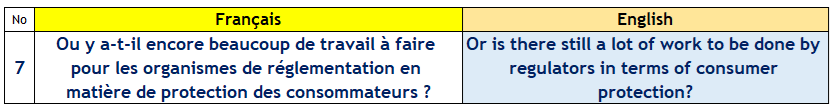 No Français English
7 Ou y a-t-il encore beaucoup de travail à faire
pour les organismes de réglementation en
matière de protection des consommateurs ?
Or is there still a lot of work to be done by
regulators in terms of consumer
protection?